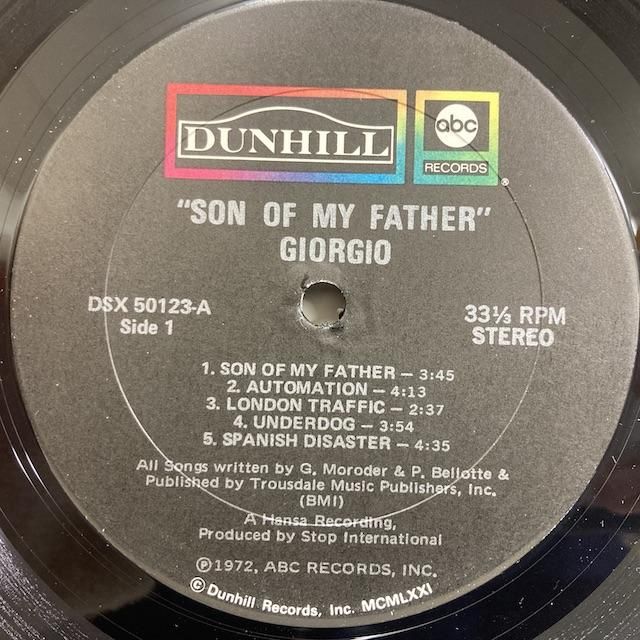 DUNHILL
abc
RECORDS
®
"SON OF MY FATHER"
GIORGIO
DSX 50123-A
Side 1
33⅓ RPM
STEREO
1. SON OF MY FATHER – 3:45
2. AUTOMATION – 4:13
3. LONDON TRAFFIC – 2:37
4. UNDERDOG – 3:54
5. SPANISH DISASTER – 4:35
All Songs written by G. Moroder & P. Bellotte &
Published by Trousdale Music Publishers, Inc.
(BMI)
A Hansa Recording,
Produced by Stop International
℗1972, ABC RECORDS, INC.
© Dunhill Records, Inc. MCMLXXI